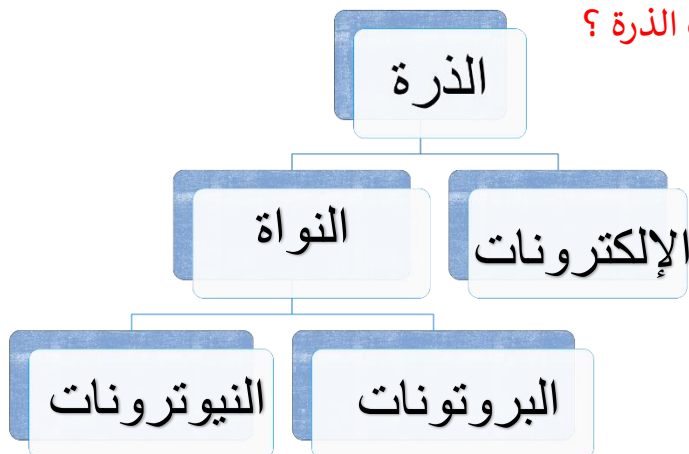 الذرة ؟
الذرة
الإلكترونات
النواة
البروتونات
النيوترونات